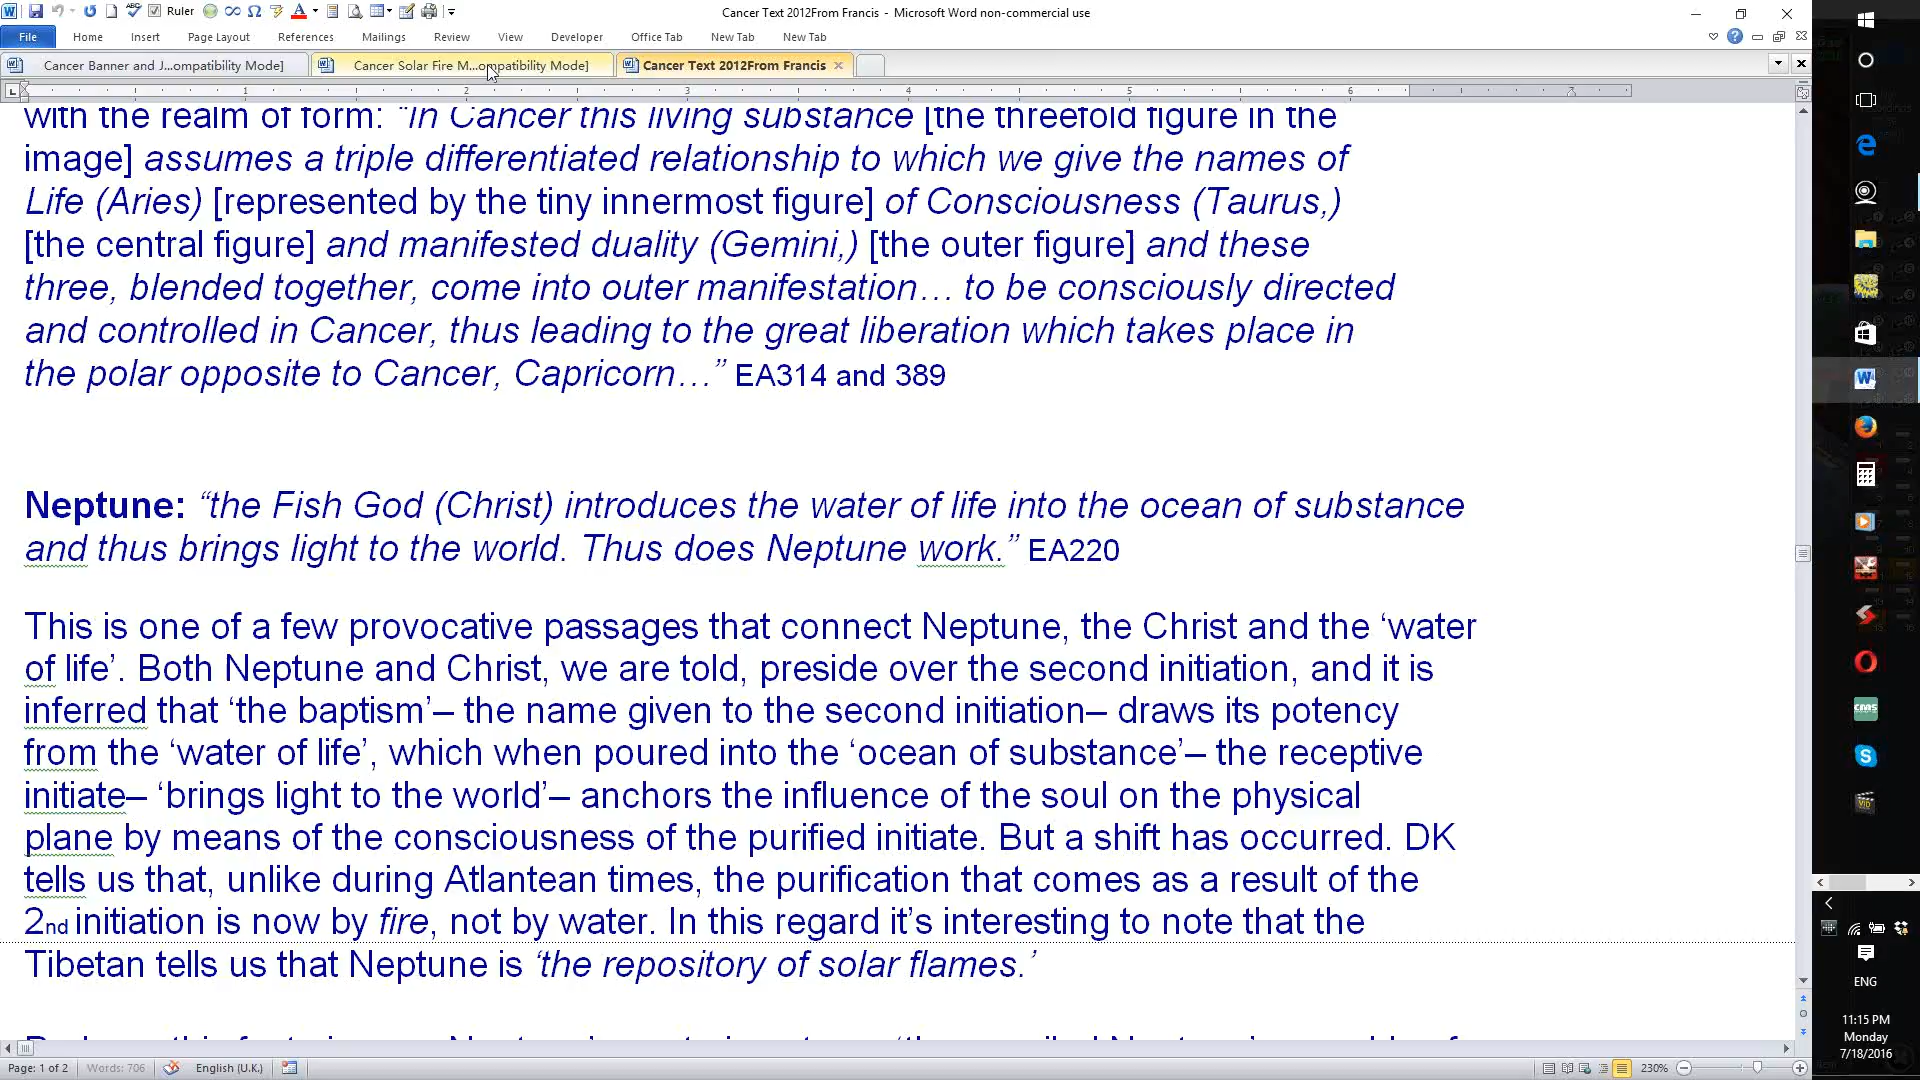 Cancer Text 2012From Francis - Microsoft Word non-commercial use
Ruler
File Home Insert Page Layout References Mailings Review View Developer Office Tab New Tab New Tab
Cancer Banner and J...ompatibility Mode] Cancer Solar Fire M...ompatibility Mode] Cancer Text 2012From Francis
1 2 3 4 5 6 7
with the realm of form: “In Cancer this living substance [the threefold figure in the
image] assumes a triple differentiated relationship to which we give the names of
Life (Aries) [represented by the tiny innermost figure] of Consciousness (Taurus,)
[the central figure] and manifested duality (Gemini,) [the outer figure] and these
three, blended together, come into outer manifestation… to be consciously directed
and controlled in Cancer, thus leading to the great liberation which takes place in
the polar opposite to Cancer, Capricorn…” EA314 and 389
Neptune: “the Fish God (Christ) introduces the water of life into the ocean of substance
and thus brings light to the world. Thus does Neptune work.” EA220
This is one of a few provocative passages that connect Neptune, the Christ and the ‘water
of life’. Both Neptune and Christ, we are told, preside over the second initiation, and it is
inferred that ‘the baptism’– the name given to the second initiation– draws its potency
from the ‘water of life’, which when poured into the ‘ocean of substance’– the receptive
initiate– ‘brings light to the world’– anchors the influence of the soul on the physical
plane by means of the consciousness of the purified initiate. But a shift has occurred. DK
tells us that, unlike during Atlantean times, the purification that comes as a result of the
2nd initiation is now by fire, not by water. In this regard it’s interesting to note that the
Tibetan tells us that Neptune is ‘the repository of solar flames.’
Page: 1 of 2 Words: 706 English (U.K.) 230%
ENG
11:15 PM
Monday
7/18/2016